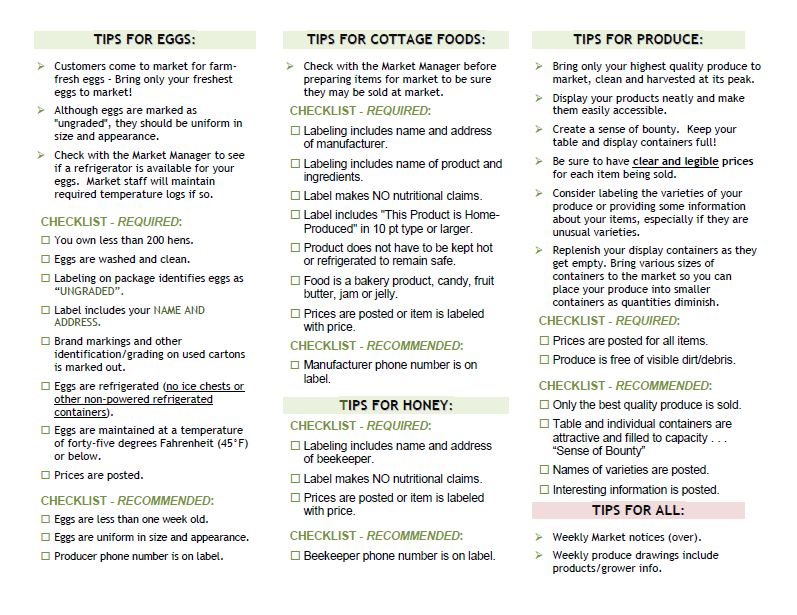 TIPS FOR EGGS:
➢ Customers come to market for farm-
fresh eggs - Bring only your freshest
eggs to market!
➢ Although eggs are marked as
"ungraded", they should be uniform in
size and appearance.
➢ Check with the Market Manager to see
if a refrigerator is available for your
eggs. Market staff will maintain
required temperature logs if so.
CHECKLIST - REQUIRED:
☐ You own less than 200 hens.
☐ Eggs are washed and clean.
☐ Labeling on package identifies eggs as
“UNGRADED”.
☐ Label includes your NAME AND
ADDRESS.
☐ Brand markings and other
identification/grading on used cartons
is marked out.
☐ Eggs are refrigerated (no ice chests or
other non-powered refrigerated
containers).
☐ Eggs are maintained at a temperature
of forty-five degrees Fahrenheit (45°F)
or below.
☐ Prices are posted.
CHECKLIST - RECOMMENDED:
☐ Eggs are less than one week old.
☐ Eggs are uniform in size and appearance.
☐ Producer phone number is on label.
TIPS FOR COTTAGE FOODS:
➢ Check with the Market Manager before
preparing items for market to be sure
they may be sold at market.
CHECKLIST - REQUIRED:
☐ Labeling includes name and address
of manufacturer.
☐ Labeling includes name of product and
ingredients.
☐ Label makes NO nutritional claims.
☐ Label includes "This Product is Home-
Produced" in 10 pt type or larger.
☐ Product does not have to be kept hot
or refrigerated to remain safe.
☐ Food is a bakery product, candy, fruit
butter, jam or jelly.
☐ Prices are posted or item is labeled
with price.
CHECKLIST - RECOMMENDED:
☐ Manufacturer phone number is on
label.
TIPS FOR HONEY:
CHECKLIST - REQUIRED:
☐ Labeling includes name and address
of beekeeper.
☐ Label makes NO nutritional claims.
☐ Prices are posted or item is labeled
with price.
CHECKLIST - RECOMMENDED:
☐ Beekeeper phone number is on label.
TIPS FOR PRODUCE:
➢ Bring only your highest quality produce to
market, clean and harvested at its peak.
➢ Display your products neatly and make
them easily accessible.
➢ Create a sense of bounty. Keep your
table and display containers full!
➢ Be sure to have clear and legible prices
for each item being sold.
➢ Consider labeling the varieties of your
produce or providing some information
about your items, especially if they are
unusual varieties.
➢ Replenish your display containers as they
get empty. Bring various sizes of
containers to the market so you can
place your produce into smaller
containers as quantities diminish.
CHECKLIST - REQUIRED:
☐ Prices are posted for all items.
☐ Produce is free of visible dirt/debris.
CHECKLIST - RECOMMENDED:
☐ Only the best quality produce is sold.
☐ Table and individual containers are
attractive and filled to capacity . . .
“Sense of Bounty”
☐ Names of varieties are posted.
☐ Interesting information is posted.
TIPS FOR ALL:
➢ Weekly Market notices (over).
➢ Weekly produce drawings include
products/grower info.